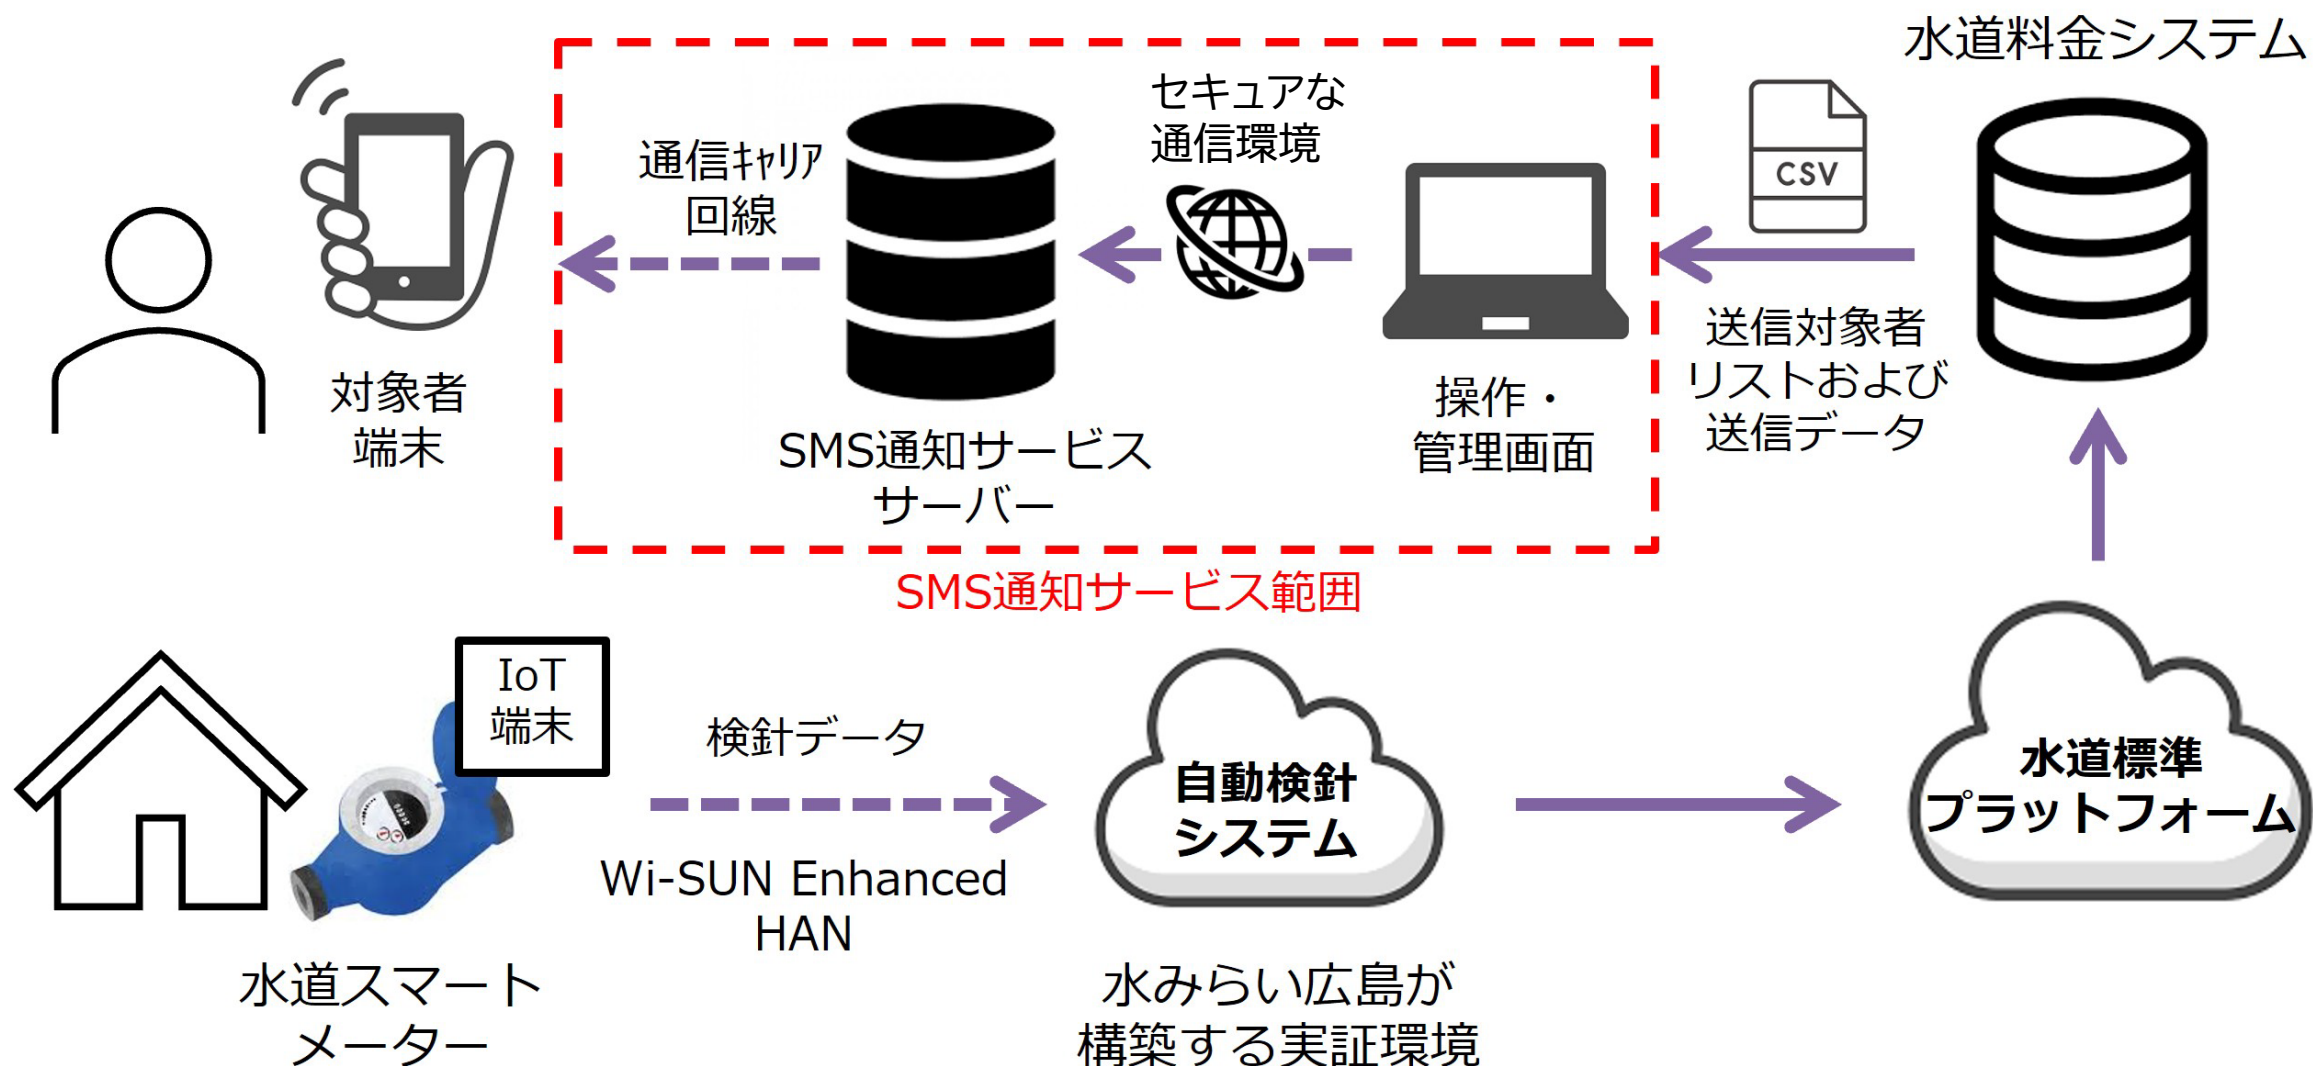 水道料金システム
CSV
送信対象者
リストおよび
送信データ
セキュアな
通信環境
操作・
管理画面
SMS通知サービス
サーバー
通信ｷｬﾘｱ
回線
対象者
端末
SMS通知サービス範囲
IoT
端末
水道スマート
メーター
検針データ
Wi-SUN Enhanced
HAN
自動検針
システム
水みらい広島が
構築する実証環境
水道標準
プラットフォーム